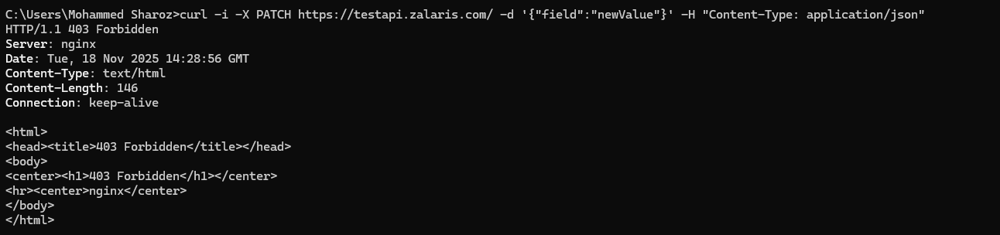 C:\Users\Mohammed Sharoz>curl -i -X PATCH https://testapi.zalaris.com/ -d '{"field":"newValue"}' -H "Content-Type: application/json"
HTTP/1.1 403 Forbidden
Server: nginx
Date: Tue, 18 Nov 2025 14:28:56 GMT
Content-Type: text/html
Content-Length: 146
Connection: keep-alive

<html>
<head><title>403 Forbidden</title></head>
<body>
<center><h1>403 Forbidden</h1></center>
<hr><center>nginx</center>
</body>
</html>